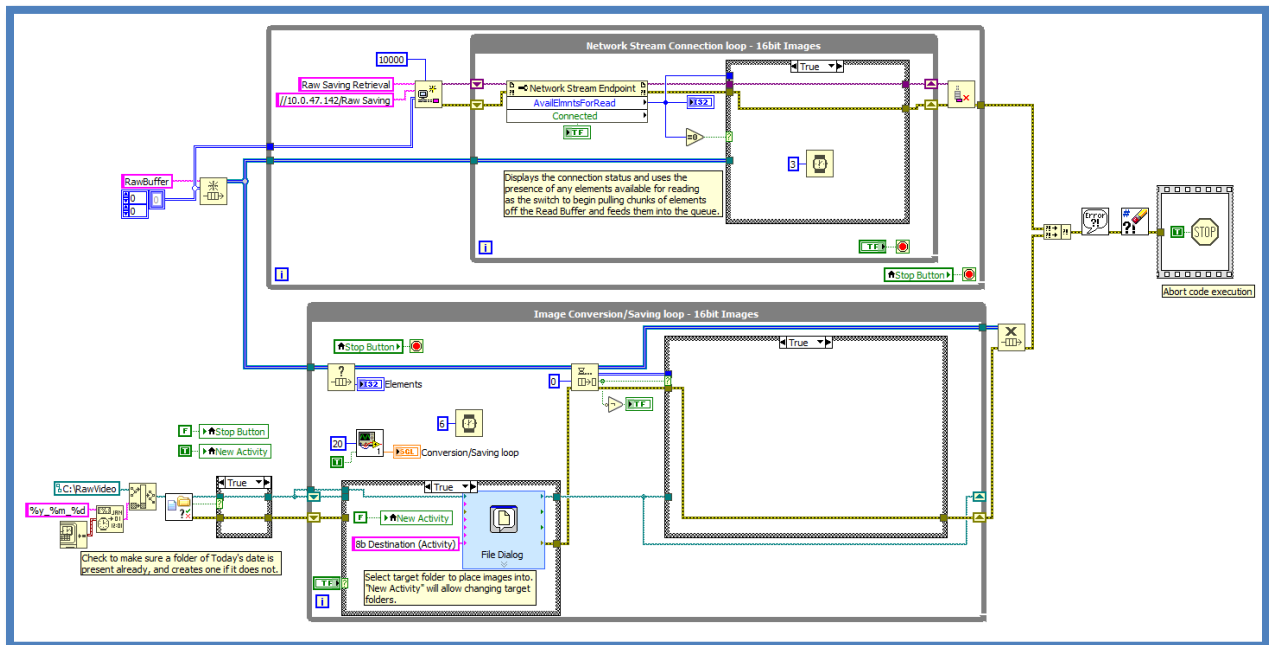 Network Stream Connection loop - 16bit Images
10000
True
Raw Saving Retrieval
//10.0.47.142/Raw Saving
Network Stream Endpoint
AvailElmntsForRead
I32
Connected
TF
=0
?
3
RawBuffer
0
0
0
Displays the connection status and uses the
presence of any elements available for reading
as the switch to begin pulling chunks of elements
off the Read Buffer and feeds them into the queue.
i
TF
i
Stop Button
Error
?!
#
?!
T
STOP
Abort code execution
Image Conversion/Saving loop - 16bit Images
True
Stop Button
?
I32
Elements
0
?
TF
6
20
T
1
SGL
Conversion/Saving loop
F
Stop Button
T
New Activity
C:\RawVideo
%y_%m_%d
True
?
True
F
New Activity
8b Destination (Activity)
File Dialog
Check to make sure a folder of Today's date is
present already, and creates one if it does not.
TF
?
i
Select target folder to place images into.
"New Activity" will allow changing target
folders.